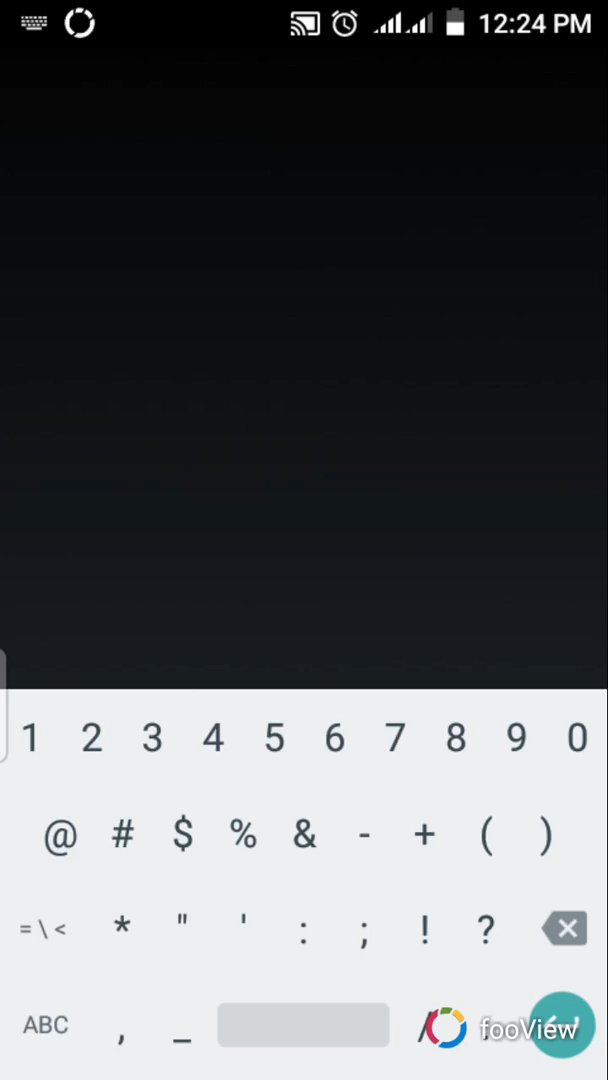 12:24 PM
1 2 3 4 5 6 7 8 9 0
@ # $ % & - + ( )
= \ < * " ' : ; ! ?
ABC , _ / fooView